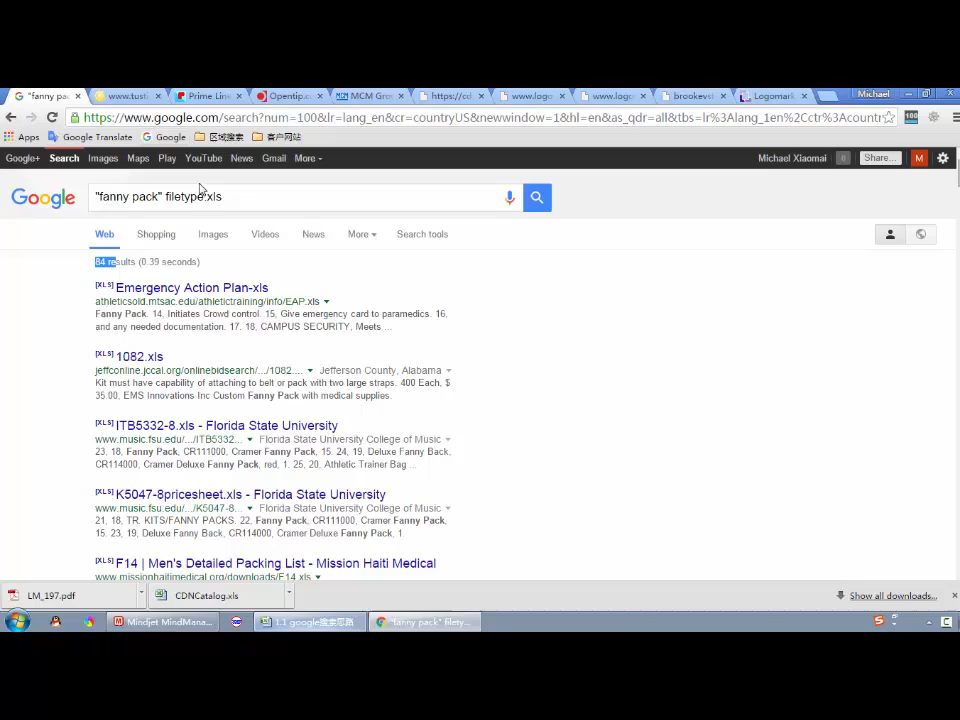 "fanny pac
www.tusti
Prime Line
Opentip.co
MCM Gro
https://cd
www.logo
www.logo
brookevst
Logomark
Michael
https://www.google.com/search?num=100&lr=lang_en&cr=countryUS&newwindow=1&hl=en&as_qdr=all&tbs=lr%3Alang_1en%2Cctr%3Acountr
100
Apps
Google Translate
Google
区域搜索
客户网站
Google+ Search Images Maps Play YouTube News Gmail More
Michael Xiaomai
0
Share...
M
Google
"fanny pack" filetype:xls
Web Shopping Images Videos News More Search tools
84 results (0.39 seconds)
[XLS] Emergency Action Plan-xls
athleticsold.mtsac.edu/athletictraining/info/EAP.xls
Fanny Pack. 14, Initiates Crowd control. 15, Give emergency card to paramedics. 16,
and any needed documentation. 17. 18, CAMPUS SECURITY, Meets ...
[XLS] 1082.xls
jeffconline.jccal.org/onlinebidsearch/.../1082.... Jefferson County, Alabama
Kit must have capability of attaching to belt or pack with two large straps. 400 Each, $
35.00, EMS Innovations Inc Custom Fanny Pack with medical supplies.
[XLS] ITB5332-8.xls - Florida State University
www.music.fsu.edu/.../ITB5332... Florida State University College of Music
23, 18, Fanny Pack, CR111000, Cramer Fanny Pack, 15. 24, 19, Deluxe Fanny Back,
CR114000, Cramer Deluxe Fanny Pack, red, 1. 25, 20, Athletic Trainer Bag ...
[XLS] K5047-8pricesheet.xls - Florida State University
www.music.fsu.edu/.../K5047-8... Florida State University College of Music
21, 18, TR. KITS/FANNY PACKS. 22, Fanny Pack, CR111000, Cramer Fanny Pack,
15. 23, 19, Deluxe Fanny Back, CR114000, Cramer Deluxe Fanny Pack, 1.
[XLS] F14 | Men's Detailed Packing List - Mission Haiti Medical
www.missionhaitimedical.org/downloads/F14.xls
LM_197.pdf
CDNCatalog.xls
Show all downloads...
Mindjet MindMana...
1.1 google搜索思路
"fanny pack" filety...